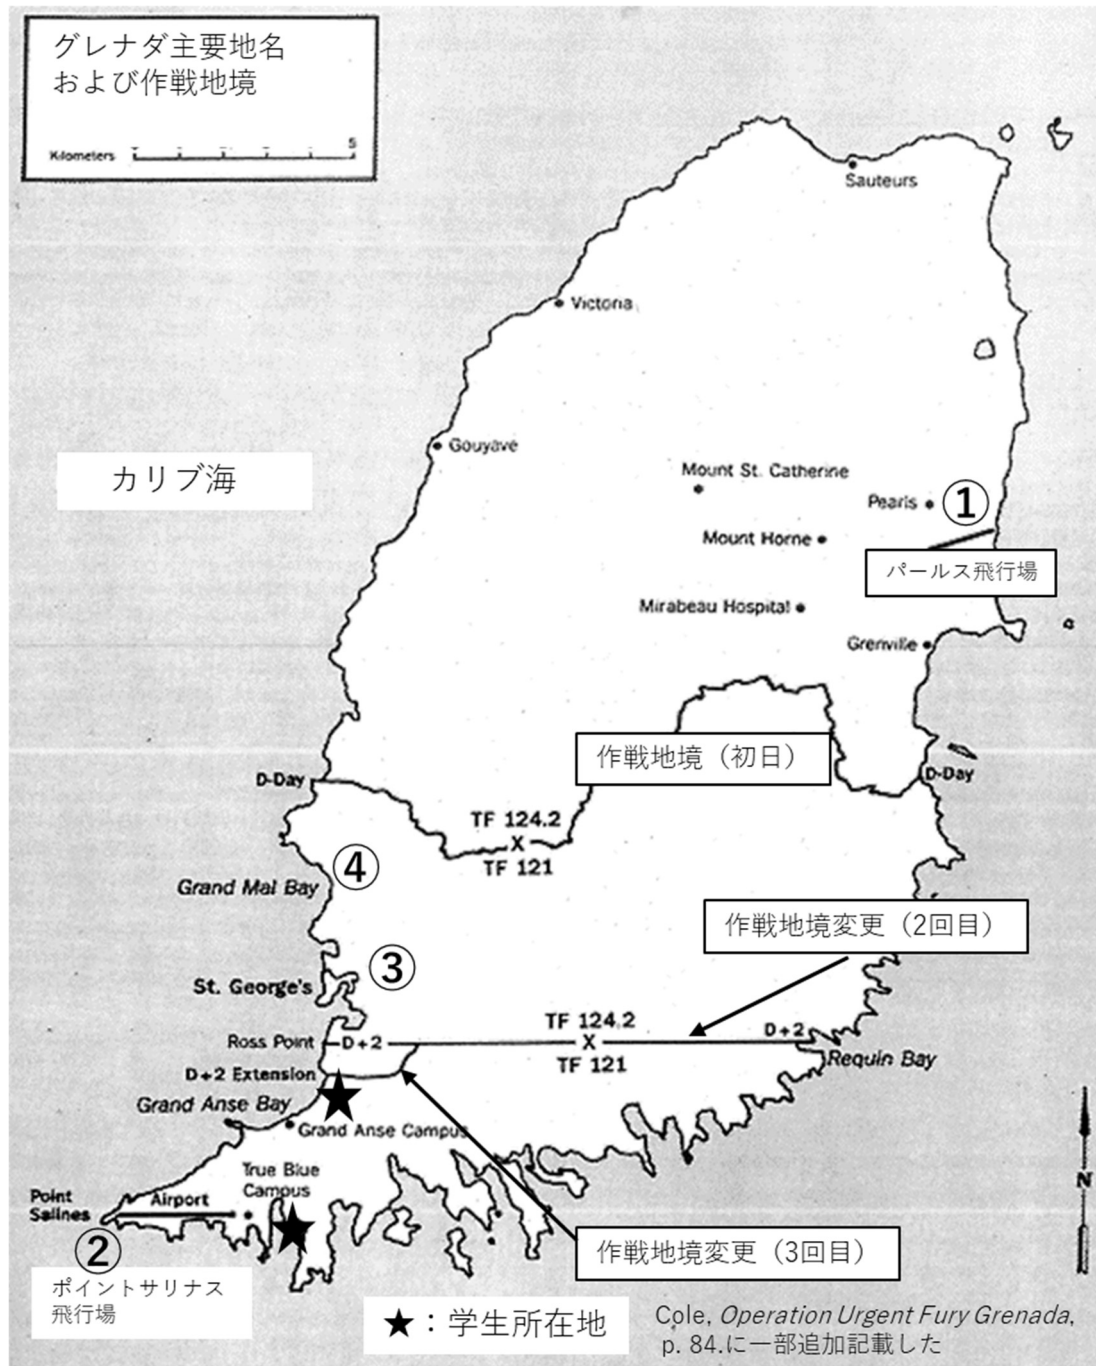 グレナダ主要地名
および作戦地境
Kilometers
5
Sauteurs
Victoria
Gouyave
カリブ海
Mount St. Catherine
Pearls
①
Mount Horne
パールス飛行場
Mirabeau Hospital
Grenville
作戦地境（初日）
D-Day
D-Day
TF 124.2
X
TF 121
④
Grand Mal Bay
作戦地境変更（2回目）
③
St. George's
TF 124.2
D+2
Ross Point
D+2
X
TF 121
Requin Bay
D+2 Extension
Grand Anse Bay
★
Grand Anse Campus
True Blue
Campus
Point
Salines
Airport
★
N
②
作戦地境変更（3回目）
ポイントサリナス
飛行場
★：学生所在地
Cole, Operation Urgent Fury Grenada,
p. 84.に一部追加記載した